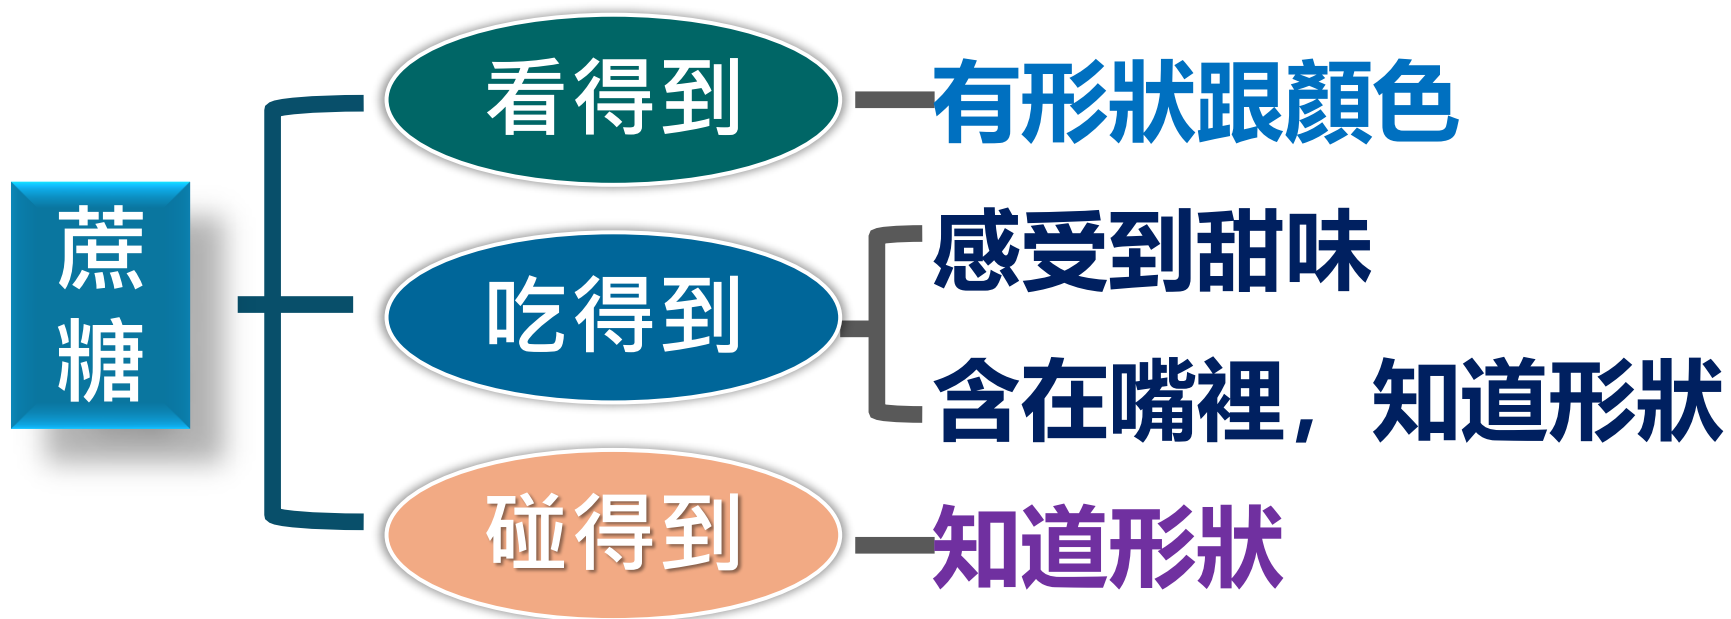 蔗糖
看得到
有形狀跟顏色
吃得到
感受到甜味
含在嘴裡，知道形狀
碰得到
知道形狀